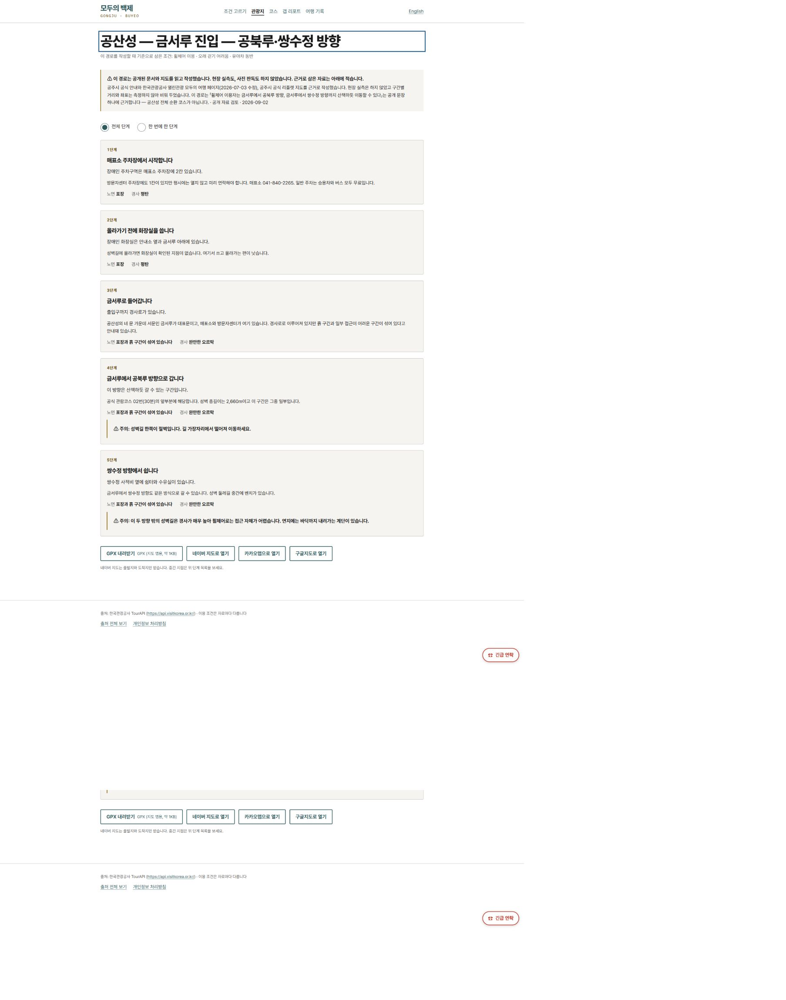 모두의 백제
GONGJU · BUYEO
조건 고르기 관광지 코스 갭 리포트 여행 기록
English
공산성 — 금서루 진입 — 공북루·쌍수정 방향
이 경로를 작성할 때 기준으로 삼은 조건: 휠체어 이용 · 오래 걷기 어려움 · 유아차 동반
⚠ 이 경로는 공개된 문서와 지도를 읽고 작성했습니다. 현장 실측도, 사진 판독도 하지 않았습니다. 근거로 삼은 자료는 아래에 적습니다.
공주시 공식 안내와 한국관광공사 열린관광 모두의 여행 페이지(2026-07-03 수정), 공주시 공식 리플렛 지도를 근거로 작성했습니다. 현장 실측은 하지 않았고 구간별
거리와 좌표는 측정하지 않아 비워 두었습니다. 이 경로는 「휠체어 이용자는 금서루에서 공북루 방향, 금서루에서 쌍수정 방향까지 산책하듯 이동할 수 있다」는 공개 문장
하나에 근거합니다 — 공산성 전체 순환 코스가 아닙니다. · 공개 자료 검토 · 2026-09-02
전체 단계 한 번에 한 단계
1단계
매표소 주차장에서 시작합니다
장애인 주차구역은 매표소 주차장에 2칸 있습니다.
방문자센터 주차장에도 1칸이 있지만 평시에는 열지 않고 미리 연락해야 합니다. 매표소 041-840-2265. 일반 주차는 승용차와 버스 모두 무료입니다.
노면 포장 경사 평탄
2단계
올라가기 전에 화장실을 씁니다
장애인 화장실은 안내소 옆과 금서루 아래에 있습니다.
성벽길에 올라가면 화장실이 확인된 지점이 없습니다. 여기서 쓰고 올라가는 편이 낫습니다.
노면 포장 경사 평탄
3단계
금서루로 들어갑니다
출입구까지 경사로가 있습니다.
공산성의 네 문 가운데 서문인 금서루가 대표문이고, 매표소와 방문자센터가 여기 있습니다. 경사로로 이루어져 있지만 흙 구간과 일부 접근이 어려운 구간이 섞여 있다고
안내돼 있습니다.
노면 포장과 흙 구간이 섞여 있습니다 경사 완만한 오르막
4단계
금서루에서 공북루 방향으로 갑니다
이 방향은 산책하듯 갈 수 있는 구간입니다.
공식 관람코스 02번(30분)의 앞부분에 해당합니다. 성벽 총길이는 2,660m이고 이 구간은 그중 일부입니다.
노면 포장과 흙 구간이 섞여 있습니다 경사 완만한 오르막
⚠ 주의: 성벽길 한쪽이 절벽입니다. 길 가장자리에서 떨어져 이동하세요.
5단계
쌍수정 방향에서 쉽니다
쌍수정 사적비 옆에 쉼터와 수유실이 있습니다.
금서루에서 쌍수정 방향도 같은 방식으로 갈 수 있습니다. 성벽 둘레길 중간에 벤치가 있습니다.
노면 포장과 흙 구간이 섞여 있습니다 경사 완만한 오르막
⚠ 주의: 이 두 방향 밖의 성벽길은 경사가 매우 높아 휠체어로는 접근 자체가 어렵습니다. 연지에는 바닥까지 내려가는 계단이 있습니다.
GPX 내려받기 GPX (지도 앱용, 약 1KB) 네이버 지도로 열기 카카오맵으로 열기 구글지도로 열기
네이버 지도는 출발지와 도착지만 받습니다. 중간 지점은 위 단계 목록을 보세요.
출처: 한국관광공사 TourAPI (https://api.visitkorea.or.kr/) · 이용 조건은 자료마다 다릅니다
출처 전체 보기 개인정보 처리방침
☎ 긴급 연락
GPX 내려받기 GPX (지도 앱용, 약 1KB) 네이버 지도로 열기 카카오맵으로 열기 구글지도로 열기
네이버 지도는 출발지와 도착지만 받습니다. 중간 지점은 위 단계 목록을 보세요.
출처: 한국관광공사 TourAPI (https://api.visitkorea.or.kr/) · 이용 조건은 자료마다 다릅니다
출처 전체 보기 개인정보 처리방침
☎ 긴급 연락